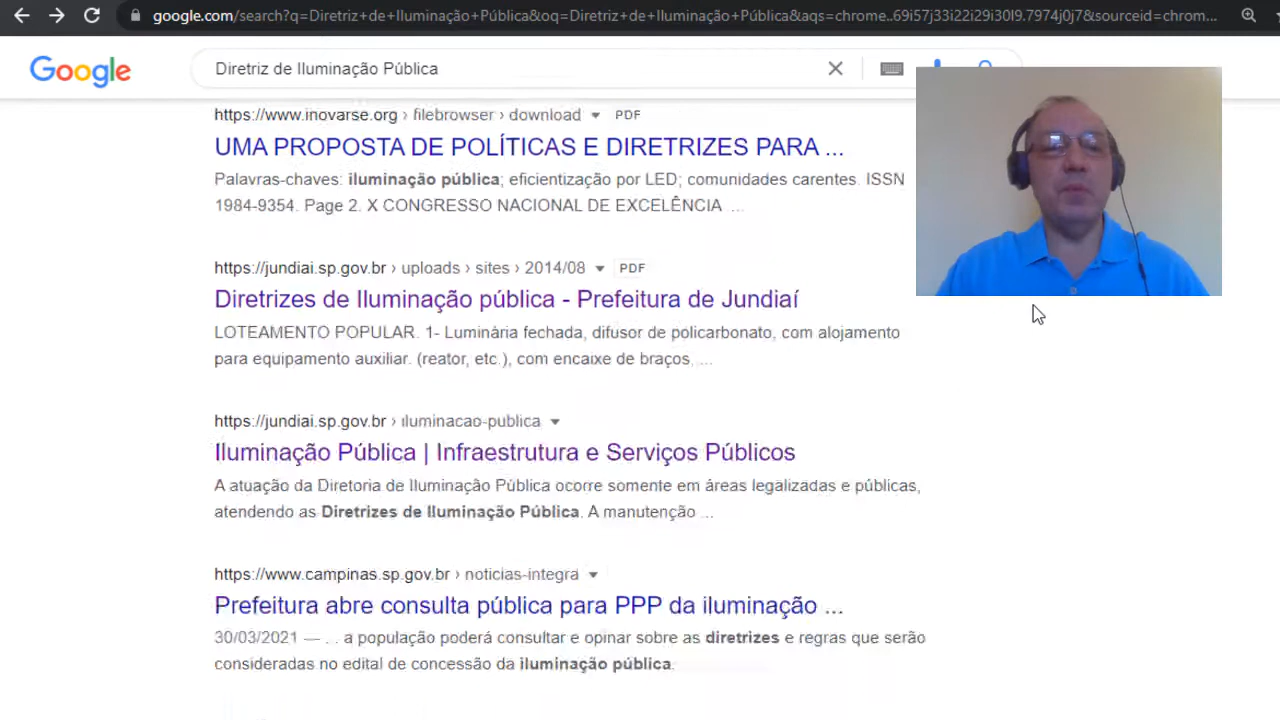 google.com/search?q=Diretriz+de+Iluminação+Pública&oq=Diretriz+de+Iluminação+Pública&aqs=chrome..69i57j33i22i29i30l9.7974j0j7&sourceid=chrom...
Google
Diretriz de Iluminação Pública
https://www.inovarse.org › filebrowser › download PDF
UMA PROPOSTA DE POLÍTICAS E DIRETRIZES PARA ...
Palavras-chaves: iluminação pública; eficientização por LED; comunidades carentes. ISSN
1984-9354. Page 2. X CONGRESSO NACIONAL DE EXCELÊNCIA ...
https://jundiai.sp.gov.br › uploads › sites › 2014/08 PDF
Diretrizes de Iluminação pública - Prefeitura de Jundiaí
LOTEAMENTO POPULAR. 1- Luminária fechada, difusor de policarbonato, com alojamento
para equipamento auxiliar. (reator, etc.), com encaixe de braços, ...
https://jundiai.sp.gov.br › iluminacao-publica
Iluminação Pública | Infraestrutura e Serviços Públicos
A atuação da Diretoria de Iluminação Pública ocorre somente em áreas legalizadas e públicas,
atendendo as Diretrizes de Iluminação Pública. A manutenção ...
https://www.campinas.sp.gov.br › noticias-integra
Prefeitura abre consulta pública para PPP da iluminação ...
30/03/2021 — ... a população poderá consultar e opinar sobre as diretrizes e regras que serão
consideradas no edital de concessão da iluminação pública.